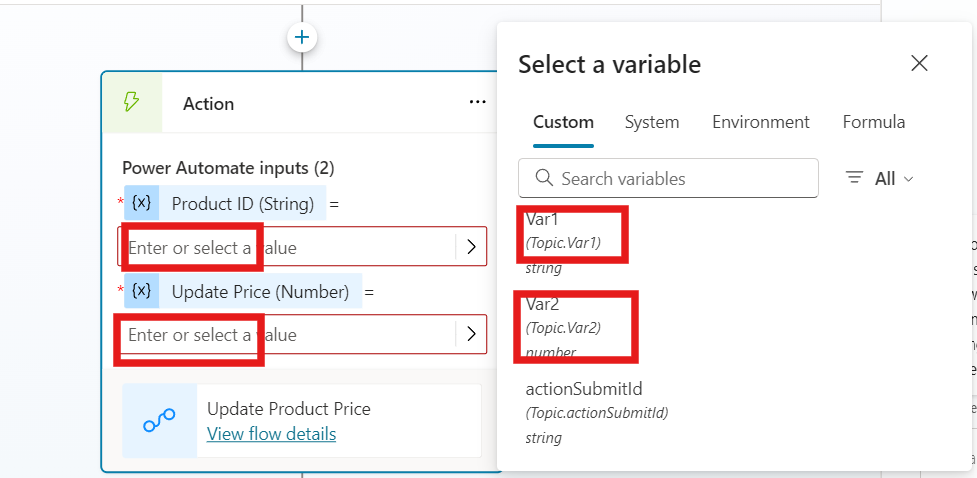 Action
...
Power Automate inputs (2)
* {x} Product ID (String) =
Enter or select a value
* {x} Update Price (Number) =
Enter or select a value
Update Product Price
View flow details
Select a variable
Custom System Environment Formula
Search variables All
Var1
(Topic.Var1)
string
Var2
(Topic.Var2)
number
actionSubmitId
(Topic.actionSubmitId)
string